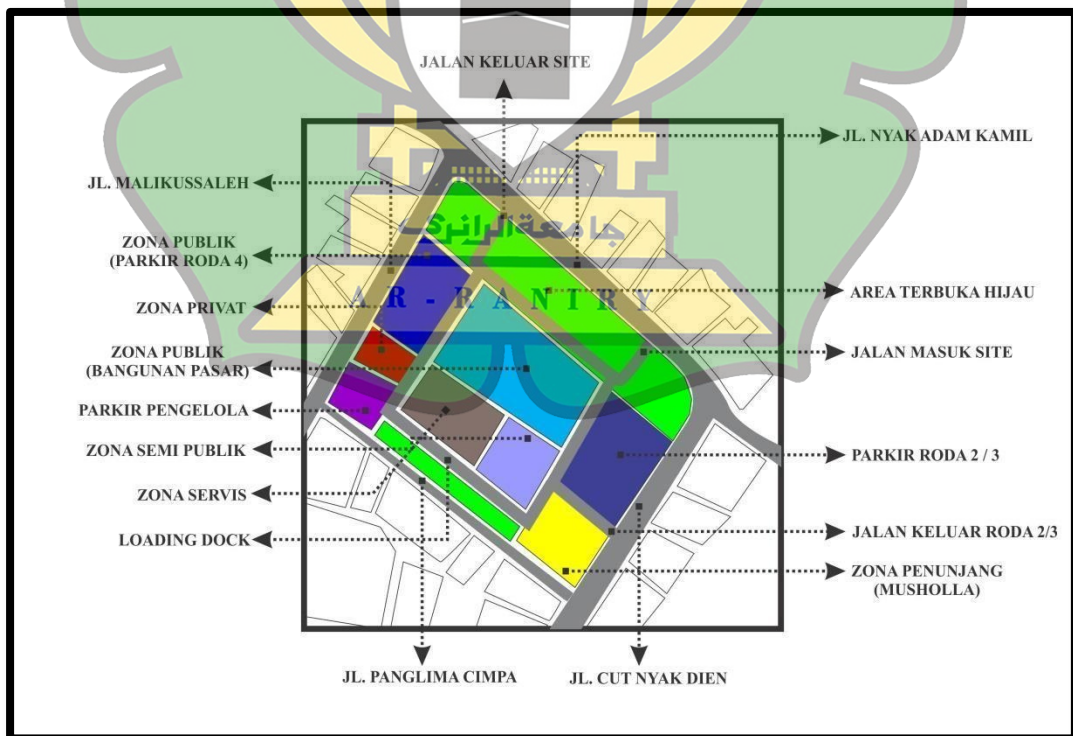 JALAN KELUAR SITE
JL. NYAK ADAM KAMIL
JL. MALIKUSSALEH
جامعة الرانري
ZONA PUBLIK
(PARKIR RODA 4)
AR-RANIRY
AREA TERBUKA HIJAU
ZONA PRIVAT
ZONA PUBLIK
(BANGUNAN PASAR)
JALAN MASUK SITE
PARKIR PENGELOLA
ZONA SEMI PUBLIK
PARKIR RODA 2 / 3
ZONA SERVIS
LOADING DOCK
JALAN KELUAR RODA 2/3
ZONA PENUNJANG
(MUSHOLLA)
JL. PANGLIMA CIMPA
JL. CUT NYAK DIEN